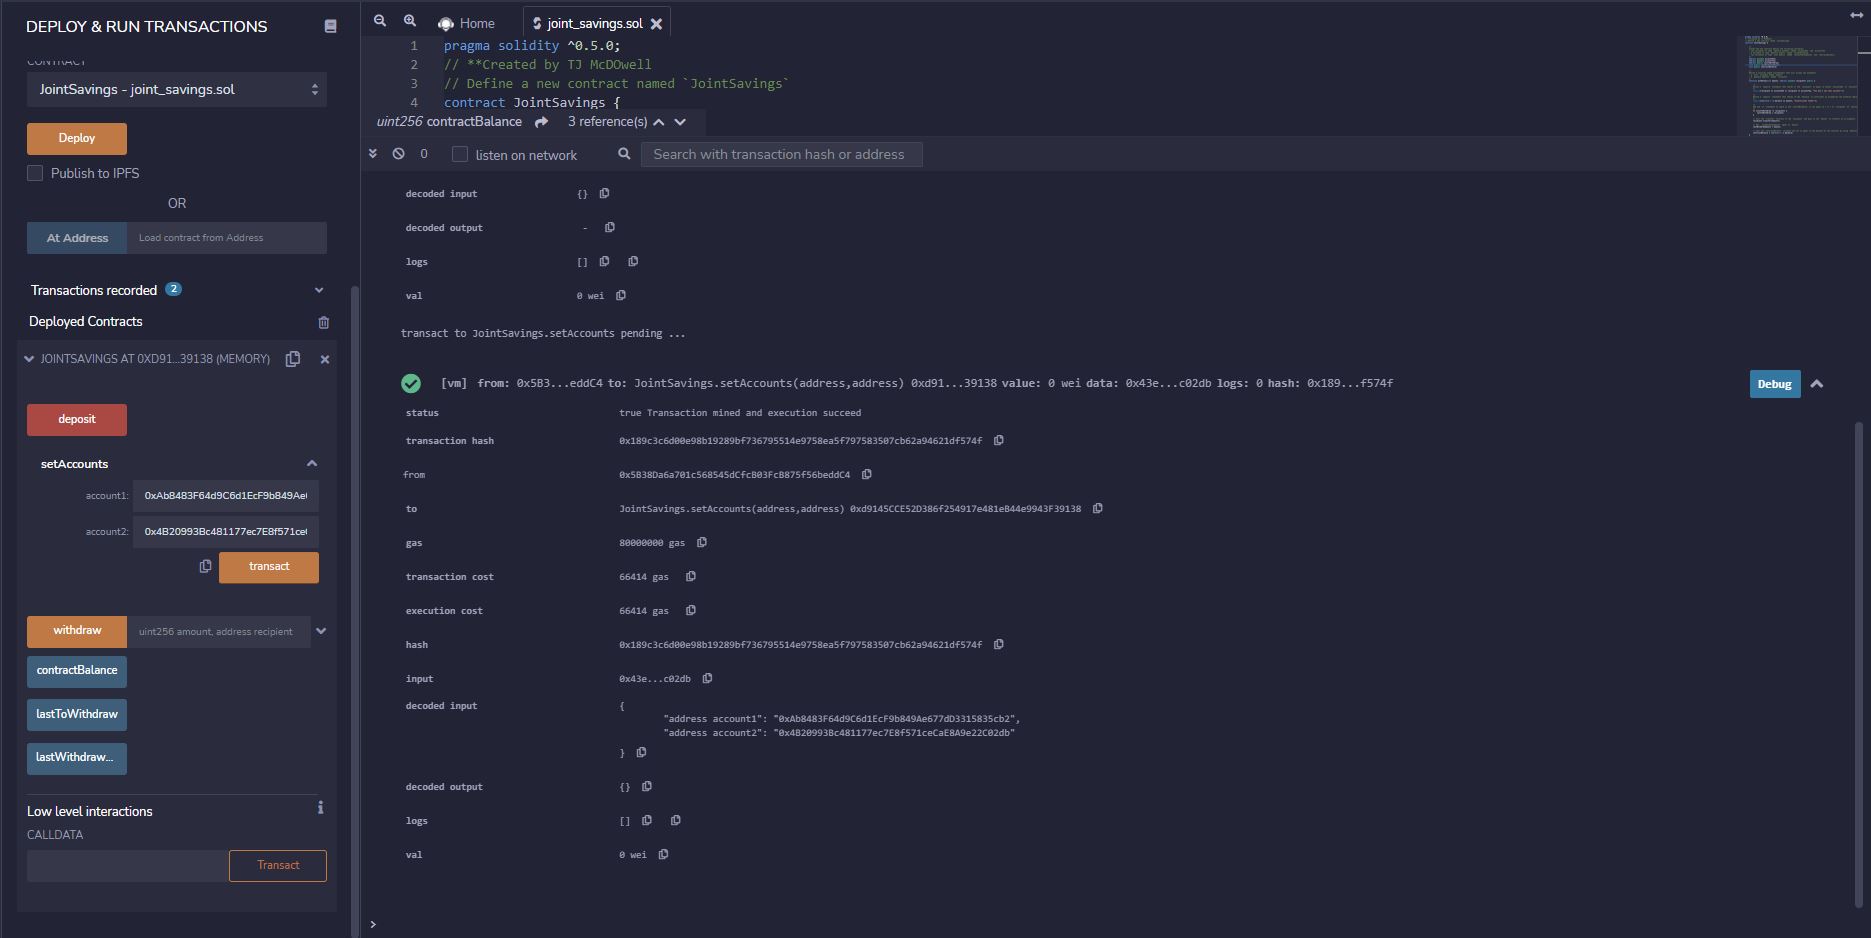 DEPLOY & RUN TRANSACTIONS
CONTRACT
JointSavings - joint_savings.sol
Deploy
Publish to IPFS
OR
At Address Load contract from Address
Transactions recorded 2
Deployed Contracts
JOINTSAVINGS AT 0XD91...39138 (MEMORY)
deposit
setAccounts
account1: 0xAb8483F64d9C6d1EcF9b849Ae
account2: 0x4B20993Bc481177ec7E8f571ce
transact
withdraw uint256 amount, address recipient
contractBalance
lastToWithdraw
lastWithdraw...
Low level interactions
CALLDATA
Transact
Home
joint_savings.sol
1 pragma solidity ^0.5.0;
2 // **Created by TJ McDOwell
3 // Define a new contract named `JointSavings`
4 contract JointSavings {
uint256 contractBalance 3 reference(s)
0 listen on network Search with transaction hash or address
decoded input {}
decoded output -
logs []
val 0 wei
transact to JointSavings.setAccounts pending ...
[vm] from: 0x5B3...eddC4 to: JointSavings.setAccounts(address,address) 0xd91...39138 value: 0 wei data: 0x43e...c02db logs: 0 hash: 0x189...f574f
Debug
status true Transaction mined and execution succeed
transaction hash 0x189c3c6d00e98b19289bf736795514e9758ea5f797583507cb62a94621df574f
from 0x5B38Da6a701c568545dCfcB03FcB875f56beddC4
to JointSavings.setAccounts(address,address) 0xd9145CCE52D386f254917e481eB44e9943F39138
gas 80000000 gas
transaction cost 66414 gas
execution cost 66414 gas
hash 0x189c3c6d00e98b19289bf736795514e9758ea5f797583507cb62a94621df574f
input 0x43e...c02db
decoded input {
"address account1": "0xAb8483F64d9C6d1EcF9b849Ae677dD3315835cb2",
"address account2": "0x4B20993Bc481177ec7E8f571ceCaE8A9e22C02db"
}
decoded output {}
logs []
val 0 wei
>